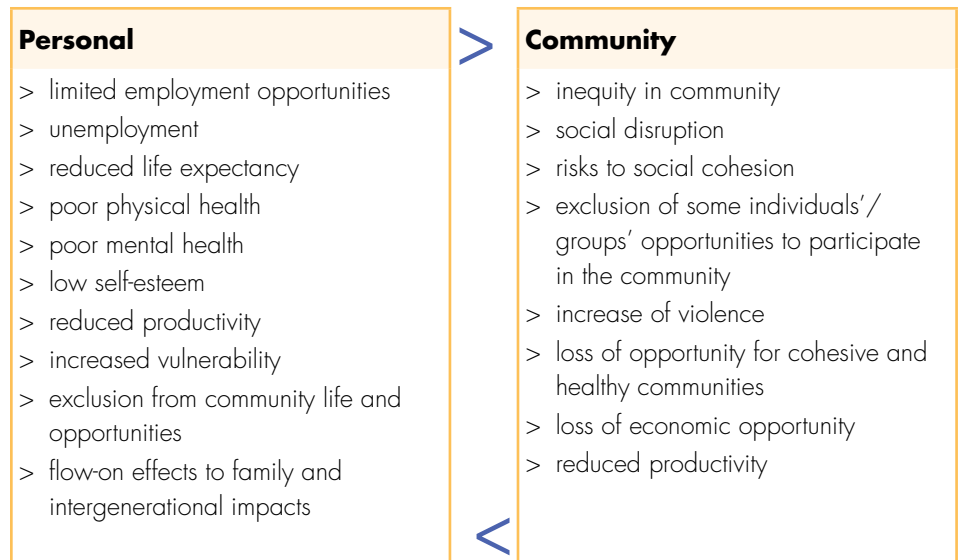 Personal
> limited employment opportunities
> unemployment
> reduced life expectancy
> poor physical health
> poor mental health
> low self-esteem
> reduced productivity
> increased vulnerability
> exclusion from community life and
opportunities
> flow-on effects to family and
intergenerational impacts
>
Community
> inequity in community
> social disruption
> risks to social cohesion
> exclusion of some individuals’/
groups’ opportunities to participate
in the community
> increase of violence
> loss of opportunity for cohesive and
healthy communities
> loss of economic opportunity
> reduced productivity
<